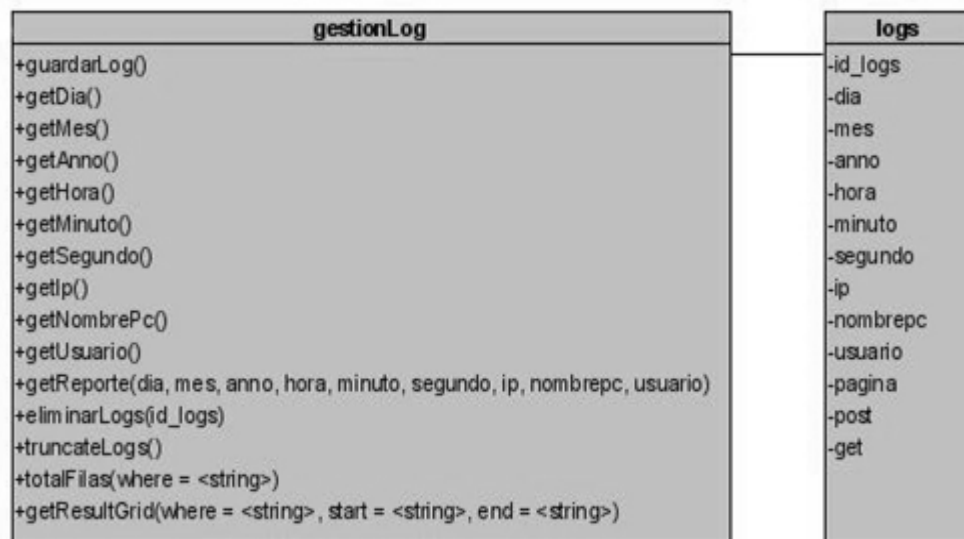 gestionLog
+guardarLog()
+getDia()
+getMes()
+getAnno()
+getHora()
+getMinuto()
+getSegundo()
+getIp()
+getNombrePc()
+getUsuario()
+getReporte(dia, mes, anno, hora, minuto, segundo, ip, nombrepc, usuario)
+eliminarLogs(id_logs)
+truncateLogs()
+totalFilas(where = <string>)
+getResultGrid(where = <string>, start = <string>, end = <string>)
logs
-id_logs
-dia
-mes
-anno
-hora
-minuto
-segundo
-ip
-nombrepc
-usuario
-pagina
-post
-get